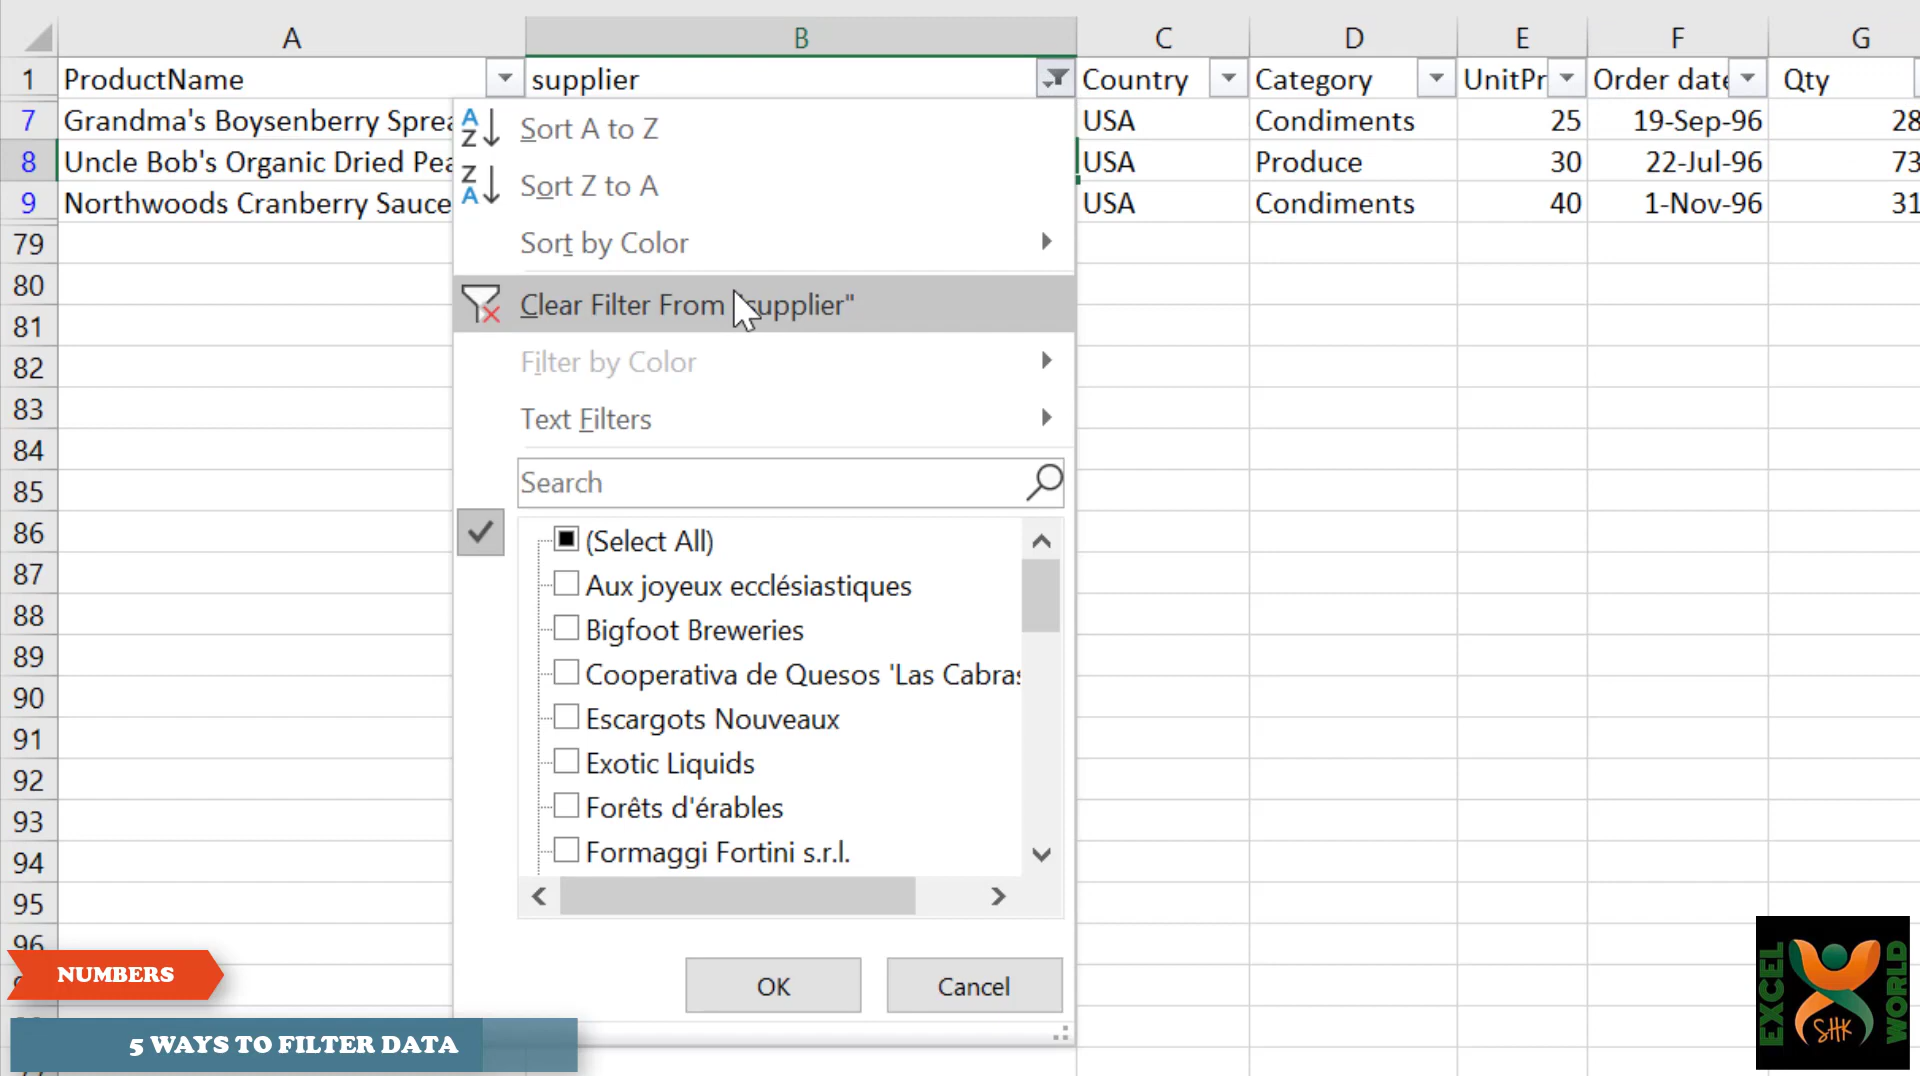 A B C D E F G
1 ProductName supplier Country Category UnitPr Order date Qty
7 Grandma's Boysenberry Sprea USA Condiments 25 19-Sep-96 28
8 Uncle Bob's Organic Dried Pea USA Produce 30 22-Jul-96 73
9 Northwoods Cranberry Sauce USA Condiments 40 1-Nov-96 31
79
80
81
82
83
84
85
86
87
88
89
90
91
92
93
94
95
96
Sort A to Z
Sort Z to A
Sort by Color
Clear Filter From supplier"
Filter by Color
Text Filters
Search
(Select All)
Aux joyeux ecclésiastiques
Bigfoot Breweries
Cooperativa de Quesos 'Las Cabras
Escargots Nouveaux
Exotic Liquids
Forêts d'érables
Formaggi Fortini s.r.l.
OK Cancel
NUMBERS
5 WAYS TO FILTER DATA
EXCEL
SHK
WORLD